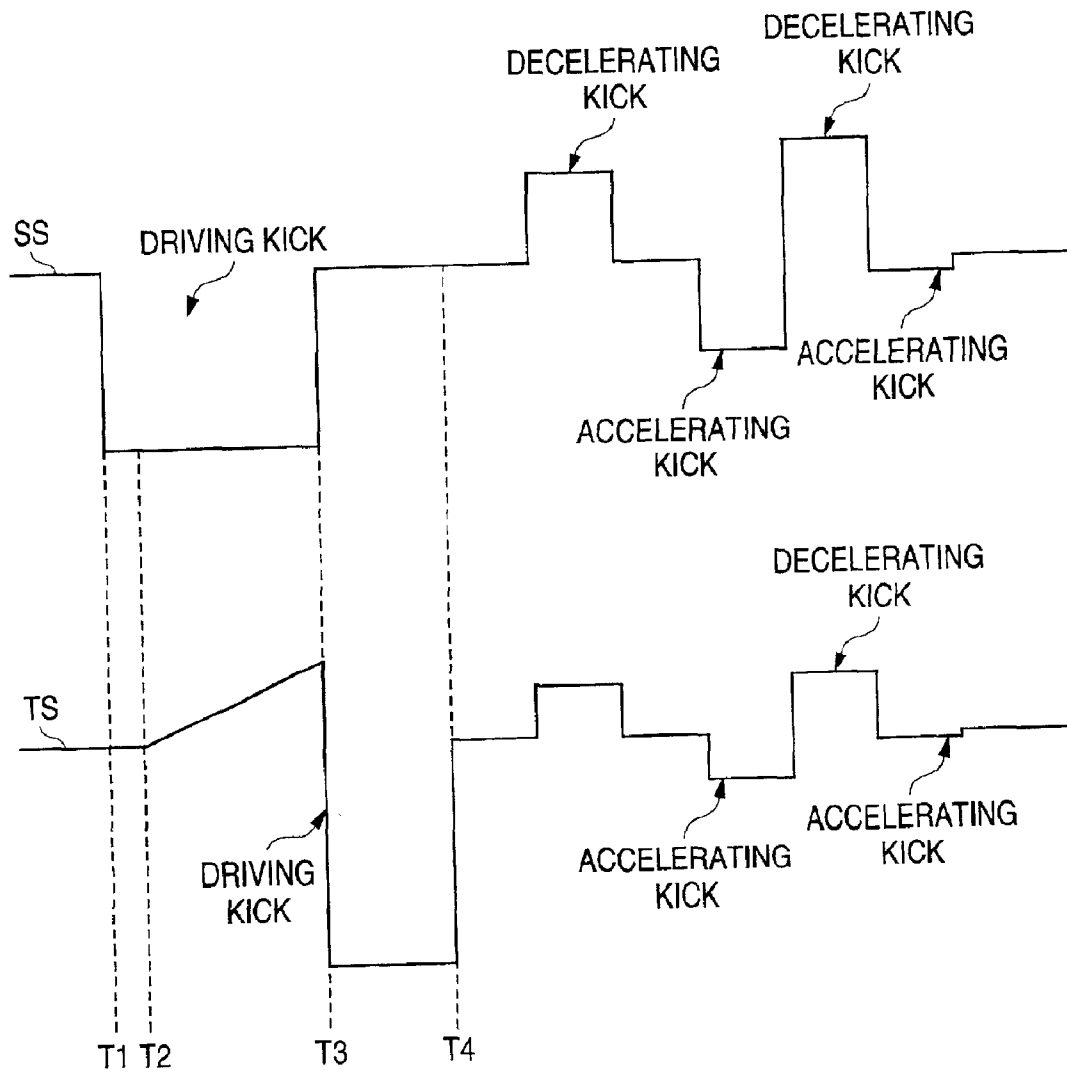 DECELERATING
KICK
DECELERATING
KICK
SS
DRIVING KICK
ACCELERATING
KICK
ACCELERATING
KICK
DECELERATING
KICK
TS
DRIVING
KICK
ACCELERATING
KICK
ACCELERATING
KICK
T1 T2 T3 T4